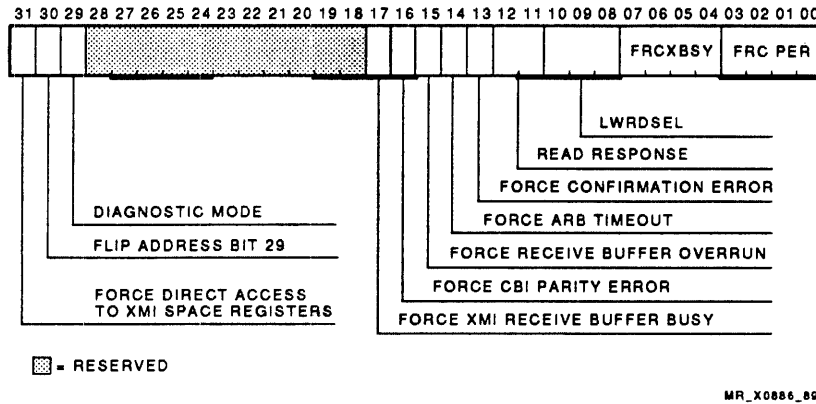 31 30 29 28 27 26 25 24 23 22 21 20 19 18 17 16 15 14 13 12 11 10 09 08 07 06 05 04 03 02 01 00
FRCXBSY FRC PER
LWRDSEL
READ RESPONSE
FORCE CONFIRMATION ERROR
DIAGNOSTIC MODE
FORCE ARB TIMEOUT
FLIP ADDRESS BIT 29
FORCE RECEIVE BUFFER OVERRUN
FORCE DIRECT ACCESS
TO XMI SPACE REGISTERS
FORCE CBI PARITY ERROR
FORCE XMI RECEIVE BUFFER BUSY
= RESERVED
MR_X0886_89